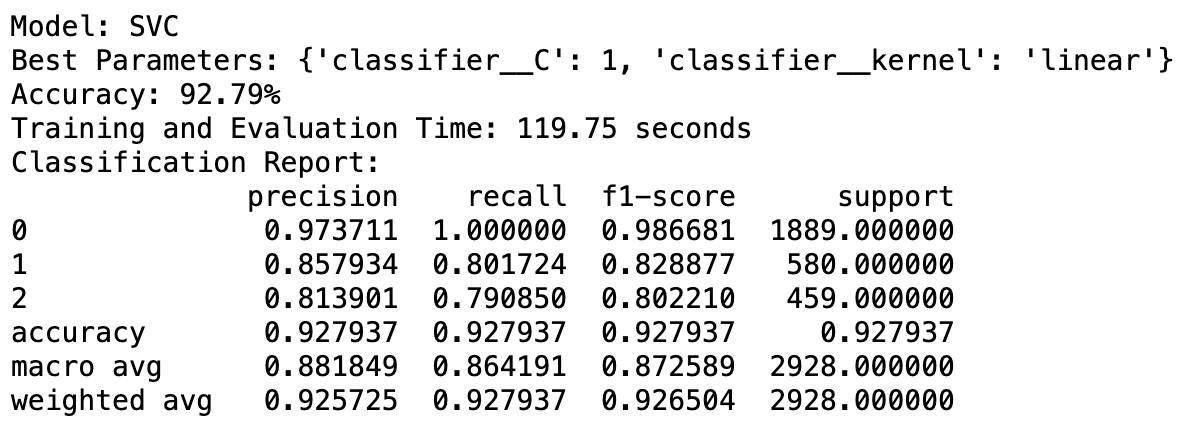 Model: SVC
Best Parameters: {'classifier__C': 1, 'classifier__kernel': 'linear'}
Accuracy: 92.79%
Training and Evaluation Time: 119.75 seconds
Classification Report:
precision recall f1-score support
0 0.973711 1.000000 0.986681 1889.000000
1 0.857934 0.801724 0.828877 580.000000
2 0.813901 0.790850 0.802210 459.000000
accuracy 0.927937 0.927937 0.927937 0.927937
macro avg 0.881849 0.864191 0.872589 2928.000000
weighted avg 0.925725 0.927937 0.926504 2928.000000